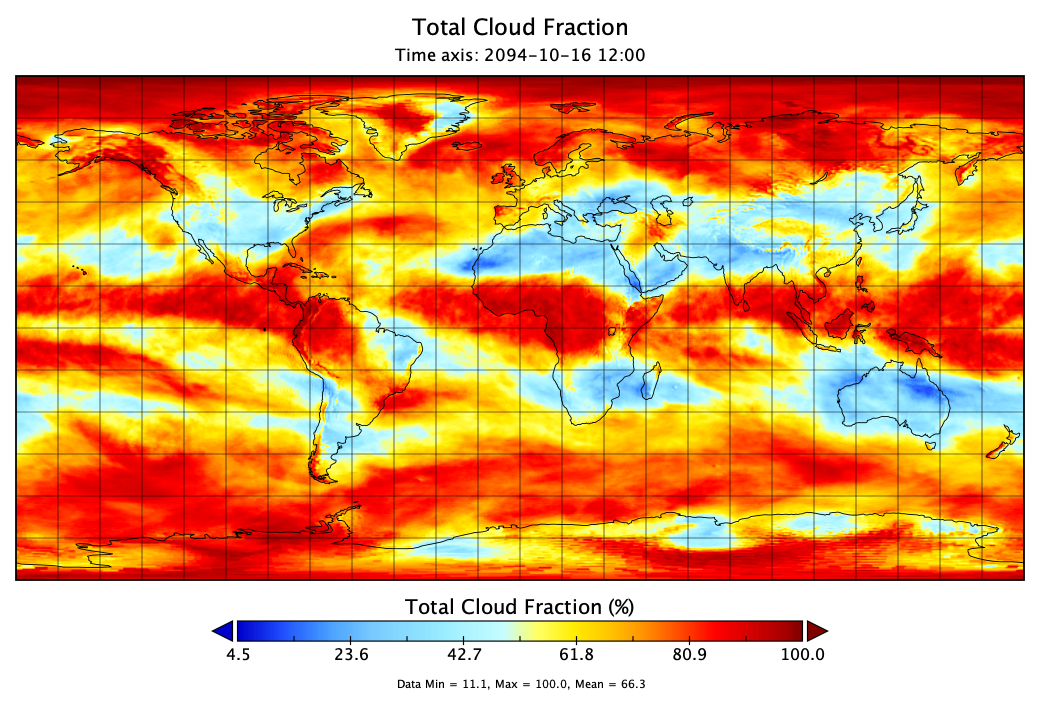 Total Cloud Fraction
Time axis: 2094-10-16 12:00
Total Cloud Fraction (%)
4.5 23.6 42.7 61.8 80.9 100.0
Data Min = 11.1, Max = 100.0, Mean = 66.3